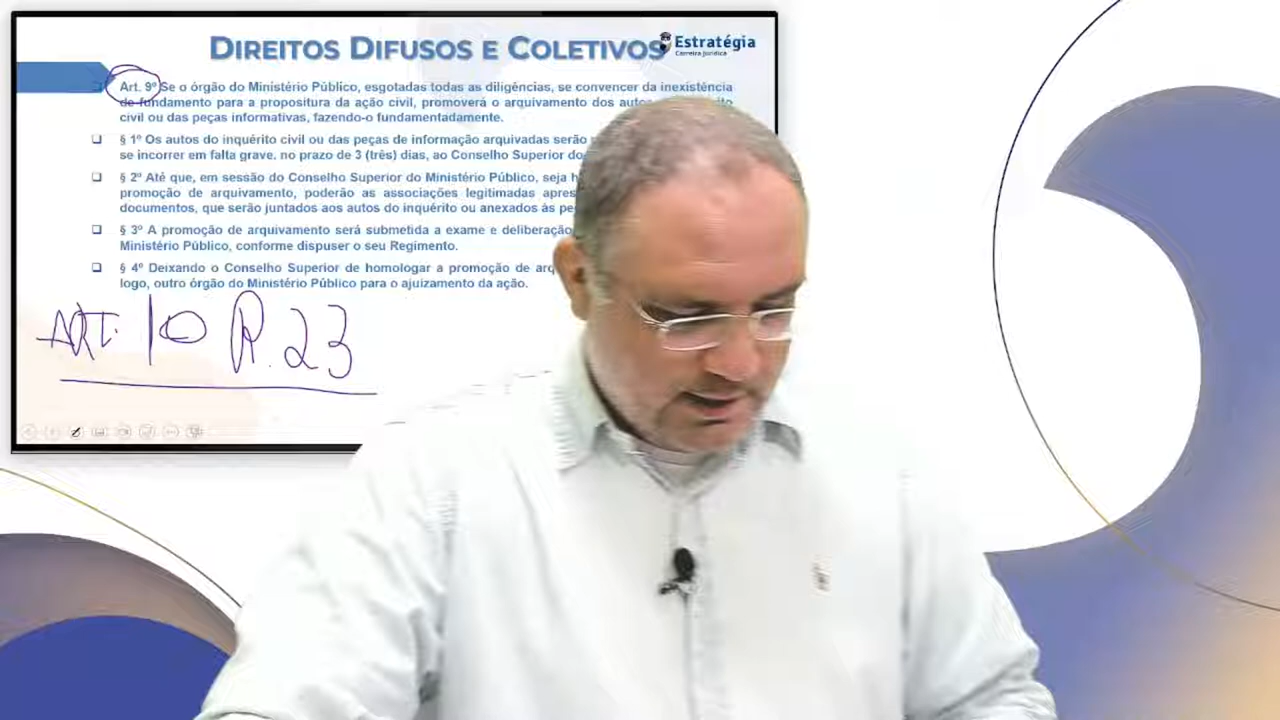 DIREITOS DIFUSOS E COLETIVOS
Estratégia
Carreira Jurídica
Art. 9º Se o órgão do Ministério Público, esgotadas todas as diligências, se convencer da inexistência
de fundamento para a propositura da ação civil, promoverá o arquivamento dos
civil ou das peças informativas, fazendo-o fundamentadamente.
§ 1º Os autos do inquérito civil ou das peças de informação arquivadas serão
se incorrer em falta grave, no prazo de 3 (três) dias, ao Conselho Superior do
§ 2º Até que, em sessão do Conselho Superior do Ministério Público, seja
promoção de arquivamento, poderão as associações legitimadas
documentos, que serão juntados aos autos do inquérito ou anexados às
§ 3º A promoção de arquivamento será submetida a exame e deliberação
Ministério Público, conforme dispuser o seu Regimento.
§ 4º Deixando o Conselho Superior de homologar a promoção de
logo, outro órgão do Ministério Público para o ajuizamento da ação.
ART. 10 R. 23